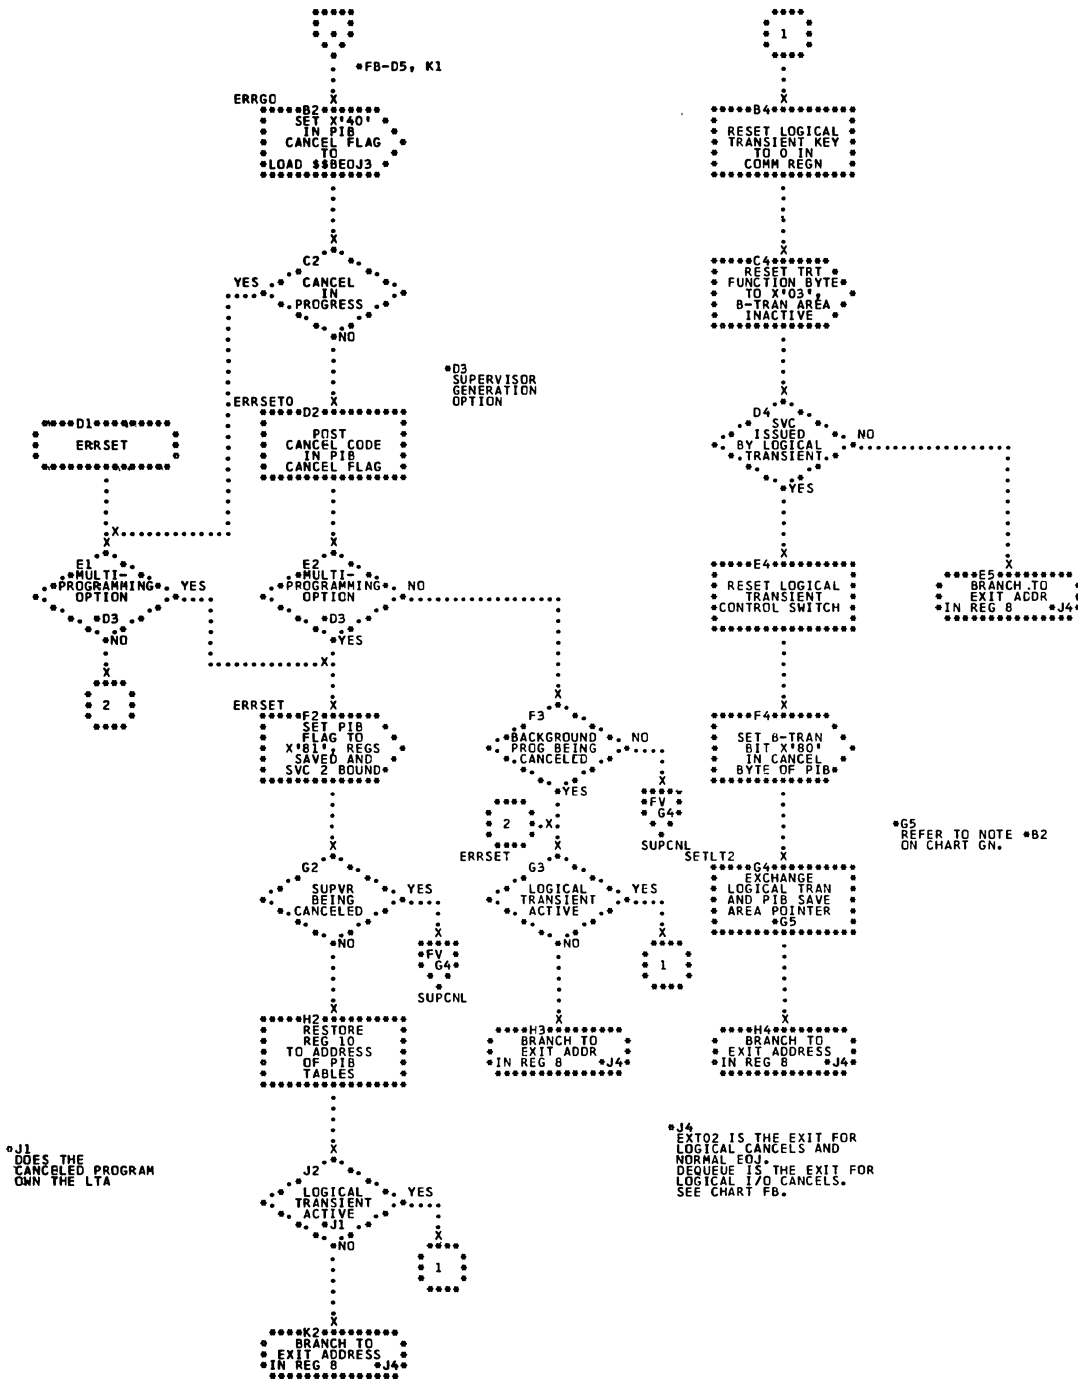 1
*FB-D5, K1
ERRGO
B2
SET X'40'
IN PIB
CANCEL FLAG
TO
LOAD $$BEOJ3
B4
RESET LOGICAL
TRANSIENT KEY
TO 0 IN
COMM REGN
C2
CANCEL
IN
PROGRESS
YES
NO
C4
RESET TRT
FUNCTION BYTE
TO X'03',
B-TRAN AREA
INACTIVE
*D3
SUPERVISOR
GENERATION
OPTION
D1
ERRSET
ERRSETO
D2
POST
CANCEL CODE
IN PIB
CANCEL FLAG
D4
SVC
ISSUED
BY LOGICAL
TRANSIENT
NO
YES
E1
MULTI-
PROGRAMMING
OPTION
*D3
YES
NO
E2
MULTI-
PROGRAMMING
OPTION
D3
NO
YES
E4
RESET LOGICAL
TRANSIENT
CONTROL SWITCH
E5
BRANCH TO
EXIT ADDR
IN REG 8 *J4
2
ERRSET
F2
SET PIB
FLAG TO
X'81', REGS
SAVED AND
SVC 2 BOUND
F3
BACKGROUND
PROG BEING
CANCELED
NO
YES
F4
SET B-TRAN
BIT X'80'
IN CANCEL
BYTE OF PIB
2
FV
G4
SUPCNL
*G5
REFER TO NOTE *B2
ON CHART GN.
G2
SUPVR
BEING
CANCELED
YES
NO
ERRSET
G3
LOGICAL
TRANSIENT
ACTIVE
YES
NO
SETLT2
G4
EXCHANGE
LOGICAL TRAN
AND PIB SAVE
AREA POINTER
*G5
FV
G4
SUPCNL
1
H2
RESTORE
REG 10
TO ADDRESS
OF PIB
TABLES
H3
BRANCH TO
EXIT ADDR
IN REG 8 *J4
H4
BRANCH TO
EXIT ADDRESS
IN REG 8 *J4
*J1
DOES THE
CANCELED PROGRAM
OWN THE LTA
J2
LOGICAL
TRANSIENT
ACTIVE
J1
YES
NO
*J4
EXT02 IS THE EXIT FOR
LOGICAL CANCELS AND
NORMAL EOJ.
DEQUEUE IS THE EXIT FOR
LOGICAL I/O CANCELS.
SEE CHART FB.
1
K2
BRANCH TO
EXIT ADDRESS
IN REG 8 *J4